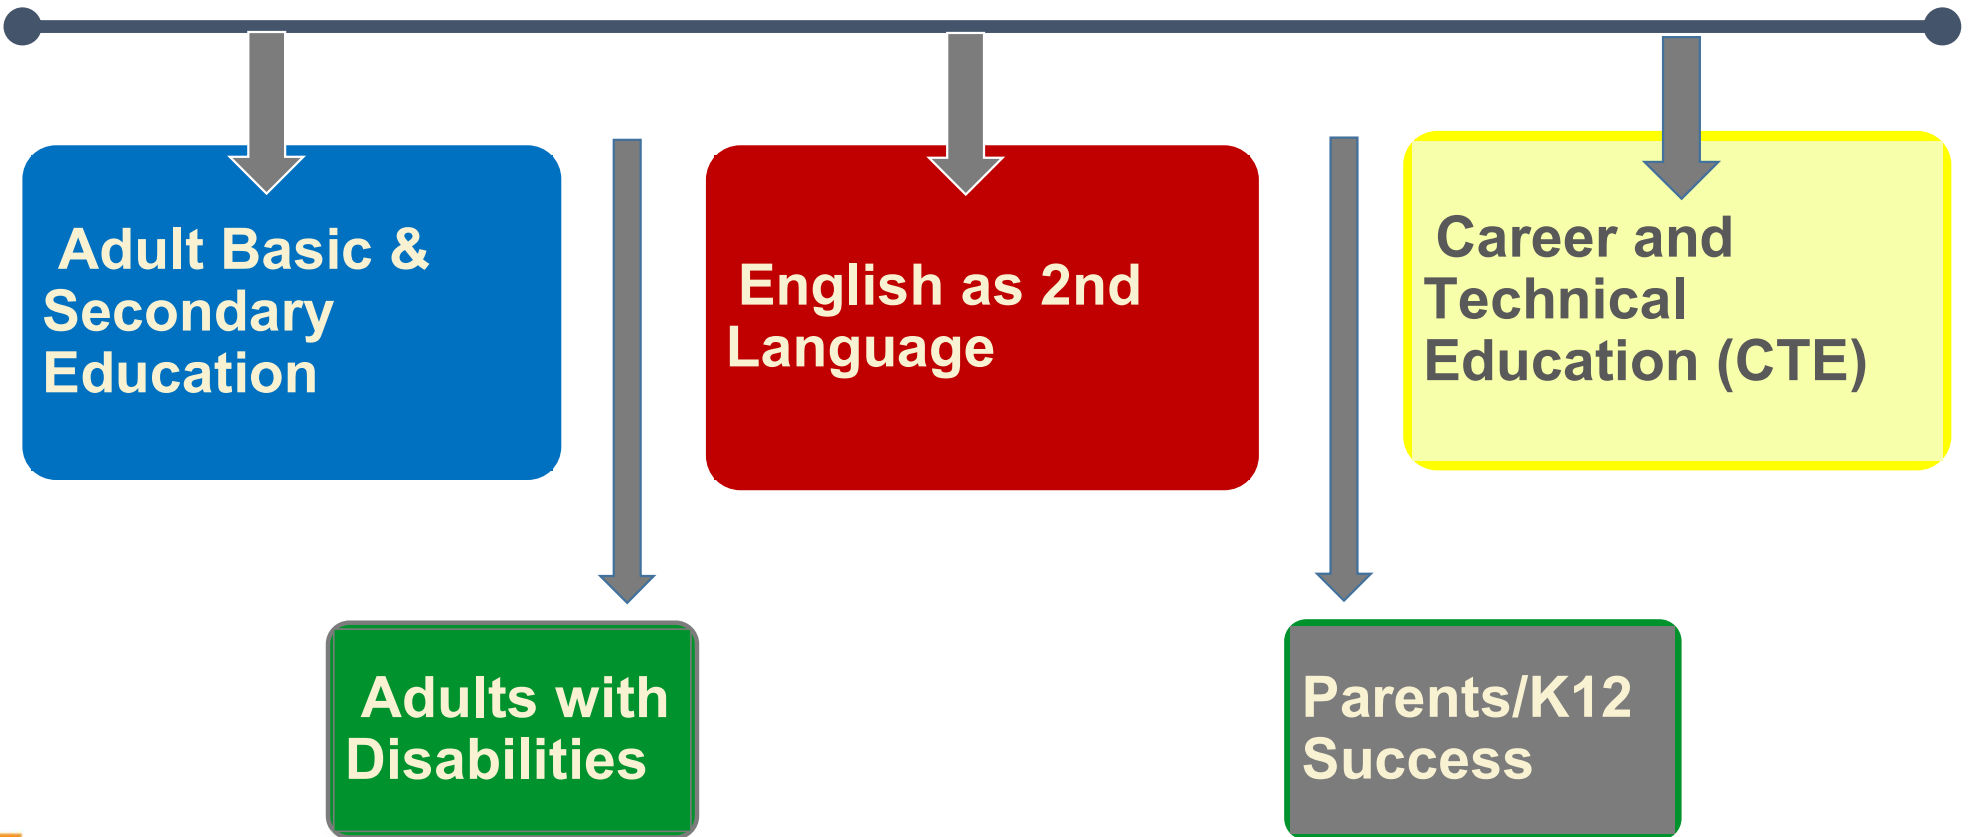 Adult Basic &
Secondary
Education
English as 2nd
Language
Career and
Technical
Education (CTE)
Adults with
Disabilities
Parents/K12
Success